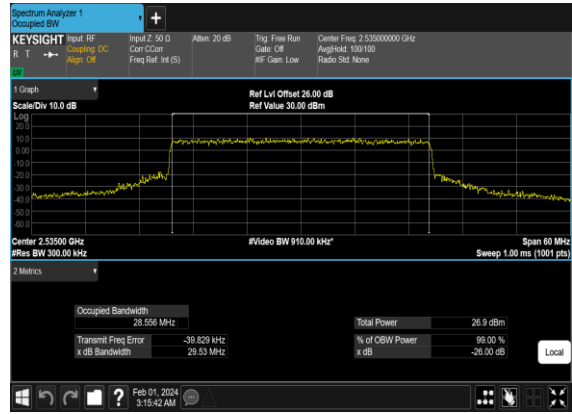 Spectrum Analyzer 1
Occupied BW
+
KEYSIGHT Input: RF Input Z: 50 Ω Atten: 20 dB Trig: Free Run Center Freq: 2.535000000 GHz
R T Coupling: DC Corr CCorr Gate: Off Avg|Hold: 100/100
Align: Off Freq Ref: Int (S) #IF Gain: Low Radio Std: None
LW
1 Graph Ref Lvl Offset 26.00 dB
Scale/Div 10.0 dB Ref Value 30.00 dBm
Log
20.0
10.0
0.00
-10.0
-20.0
-30.0
-40.0
-50.0
-60.0
Center 2.53500 GHz #Video BW 910.00 kHz* Span 60 MHz
#Res BW 300.00 kHz Sweep 1.00 ms (1001 pts)
2 Metrics
Occupied Bandwidth
28.556 MHz Total Power 26.9 dBm
Transmit Freq Error -39.829 kHz % of OBW Power 99.00 %
x dB Bandwidth 29.53 MHz x dB -26.00 dB
Local
? Feb 01, 2024
3:15:42 AM